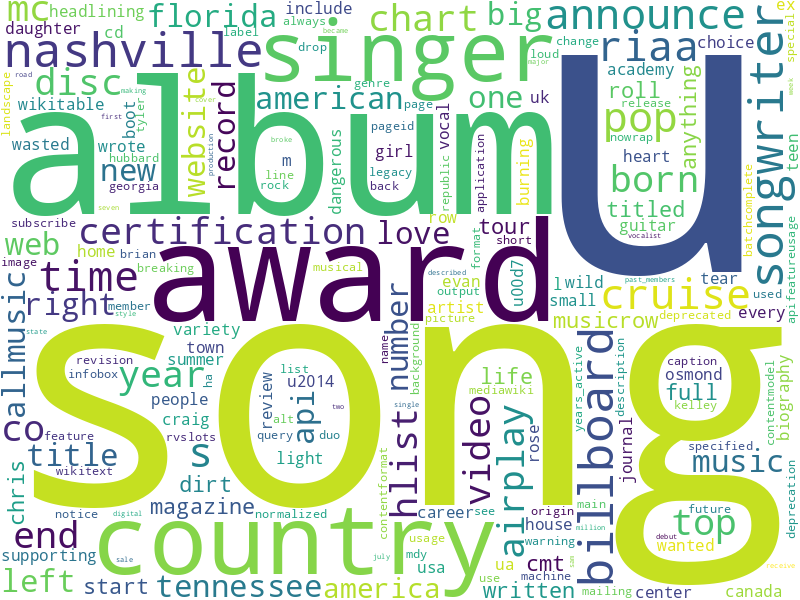 mc
headlining
daughter
cd
always
include
chart
big
announce
ex
special
nashville
singer
riaa
choice
change
label
became
drop
genre
loud
major
florida
disc
wikitable
boot
tyler
website
cover
record
american
one
page
uk
academy
roll
release
pop
nowrap
anything
songwriter
teen
week
landscape
road
making
first
wasted
wrote
hubbard
new
georgia
seven
album
u
m
line
rock
production
broke
girl
dangerous
pageid
legacy
back
vocal
republic
application
burning
heart
born
titled
guitar
vocalist
batchcomplete
apifeatureusage
subscribe
certification
love
row
tour
short
web
home
brian
image
breaking
musical
time
award
described
format
evan
output
u00d7
l
wild
small
tear
past_members
used
cruise
deprecated
every
right
member
style
artist
picture
musicrow
allmusic
state
year
variety
town
summer
revision
infobox
ha
people
name
number
background
song
list
u2014
review
api
alt
two
query
duo
light
single
mediawiki
life
years_active
description
billboard
caption
osmond
full
kelley
contentmodel
biography
co
feature
craig
rvslots
s
title
wikitext
chris
dirt
hlist
video
airplay
rose
journal
specified
music
notice
magazine
normalized
contentformat
career
see
origin
main
future
top
debut
wanted
deprecation
end
digital
country
house
warning
supporting
sale
july
usage
mdy
usa
ua
cmt
use
machine
million
san
receive
left
start
tennessee
america
written
mailing
center
canada